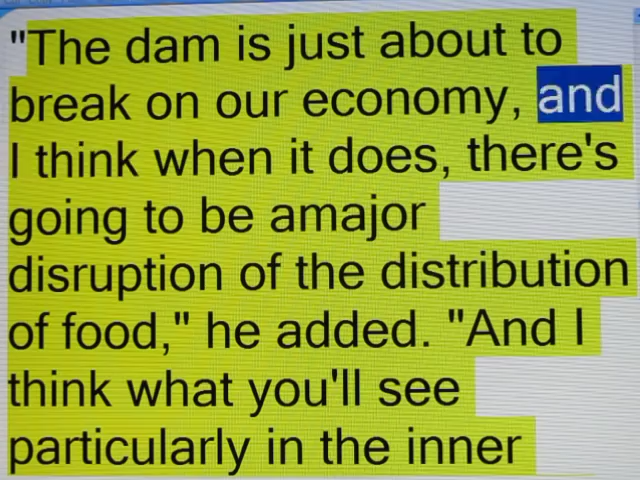 "The dam is just about to
break on our economy, and
I think when it does, there's
going to be amajor
disruption of the distribution
of food," he added. "And I
think what you'll see
particularly in the inner